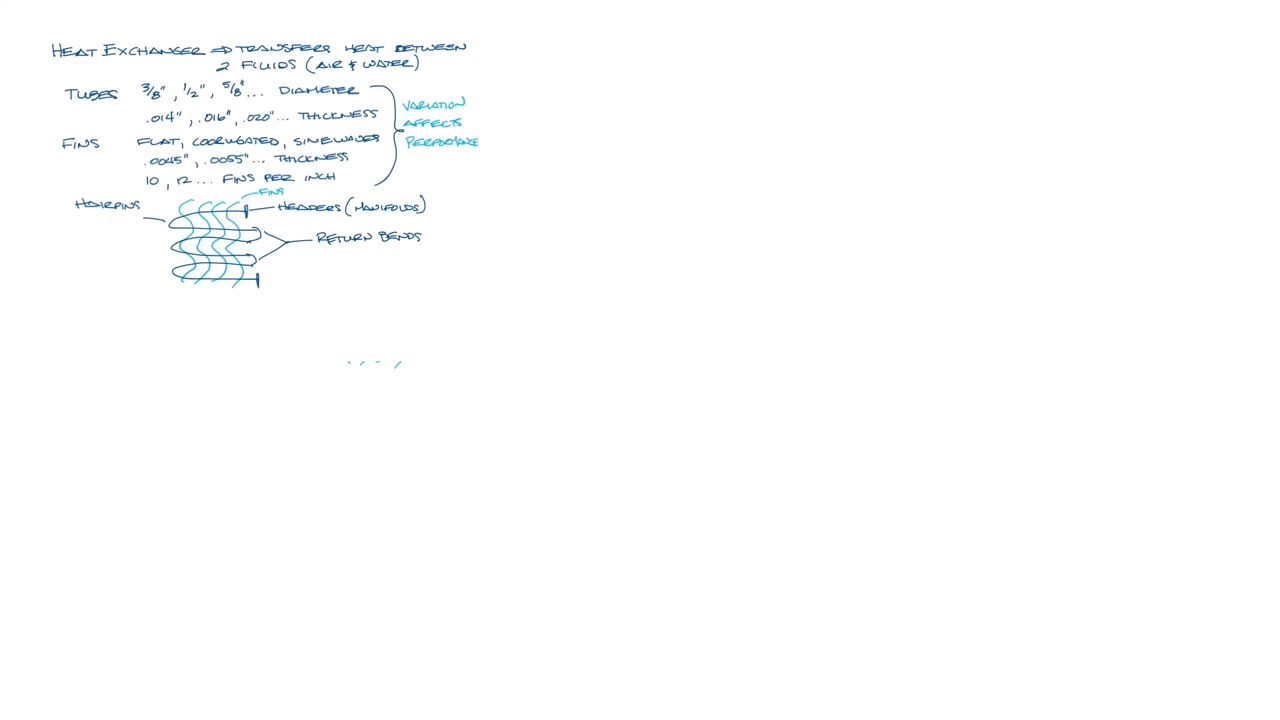 HEAT EXCHANGER ⇒ TRANSFERS HEAT BETWEEN
2 FLUIDS (AIR & WATER)
TUBES 3/8", 1/2", 5/8"... DIAMETER
.014", .016", .020"... THICKNESS
FINS FLAT, COORUGATED, SINEWAVES
.0045", .0055"... THICKNESS
10, 12... FINS PER INCH
VARIATION
AFFECTS
PERFORMANCE
FINS
HAIRPINS
HEADERS (MANIFOLDS)
RETURN BENDS